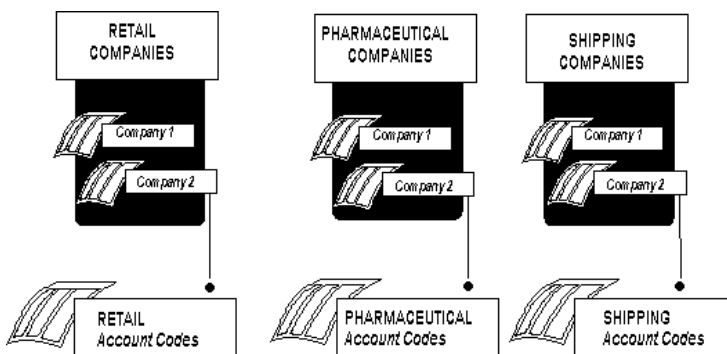 RETAIL
COMPANIES
Company 1
Company 2
RETAIL
Account Codes
PHARMACEUTICAL
COMPANIES
Company 1
Company 2
PHARMACEUTICAL
Account Codes
SHIPPING
COMPANIES
Company 1
Company 2
SHIPPING
Account Codes